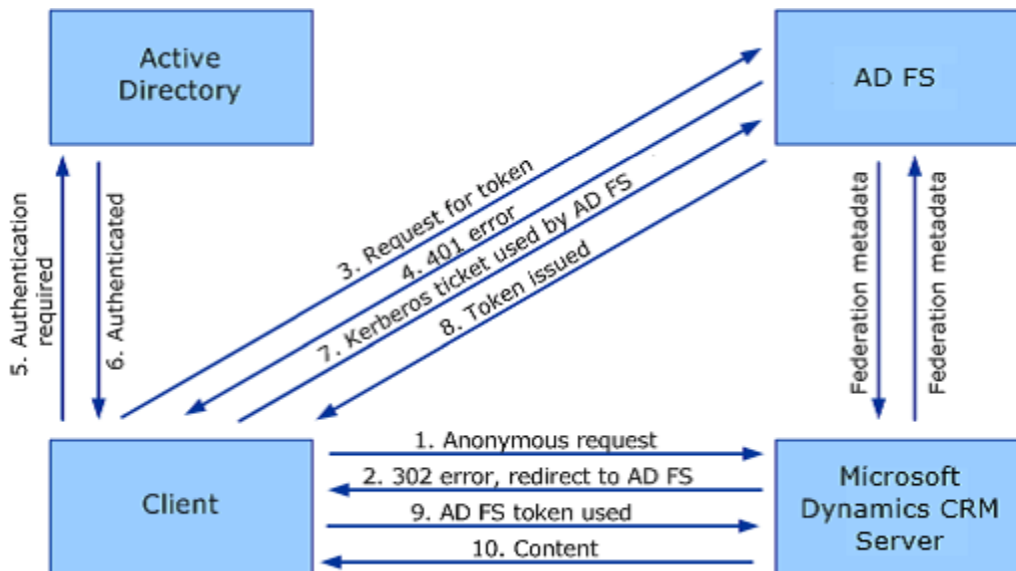 Active
Directory
AD FS
3. Request for token
4. 401 error
7. Kerberos ticket used by AD FS
8. Token issued
5. Authentication
required
6. Authenticated
Federation metadata
Federation metadata
Client
1. Anonymous request
2. 302 error, redirect to AD FS
9. AD FS token used
10. Content
Microsoft
Dynamics CRM
Server